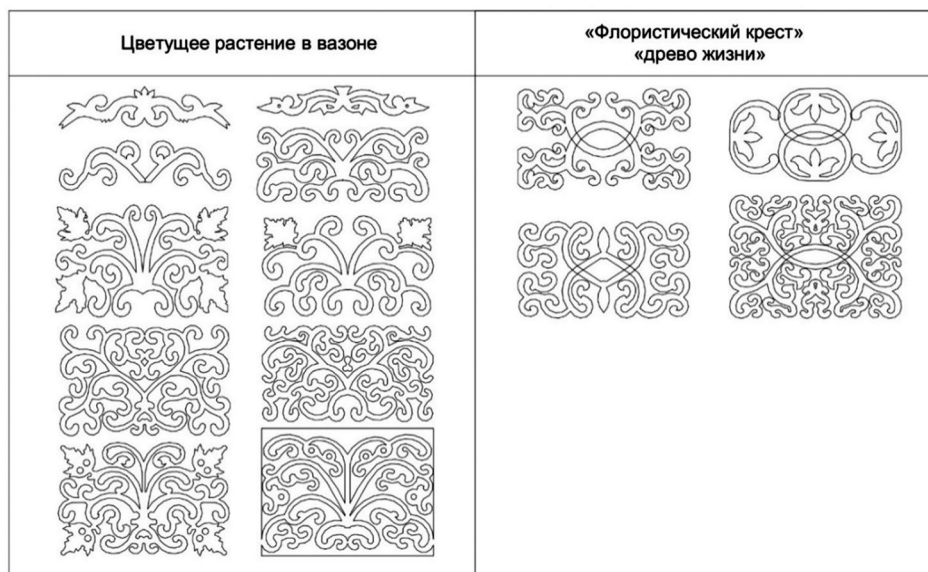 Цветущее растение в вазоне
«Флористический крест»
«древо жизни»